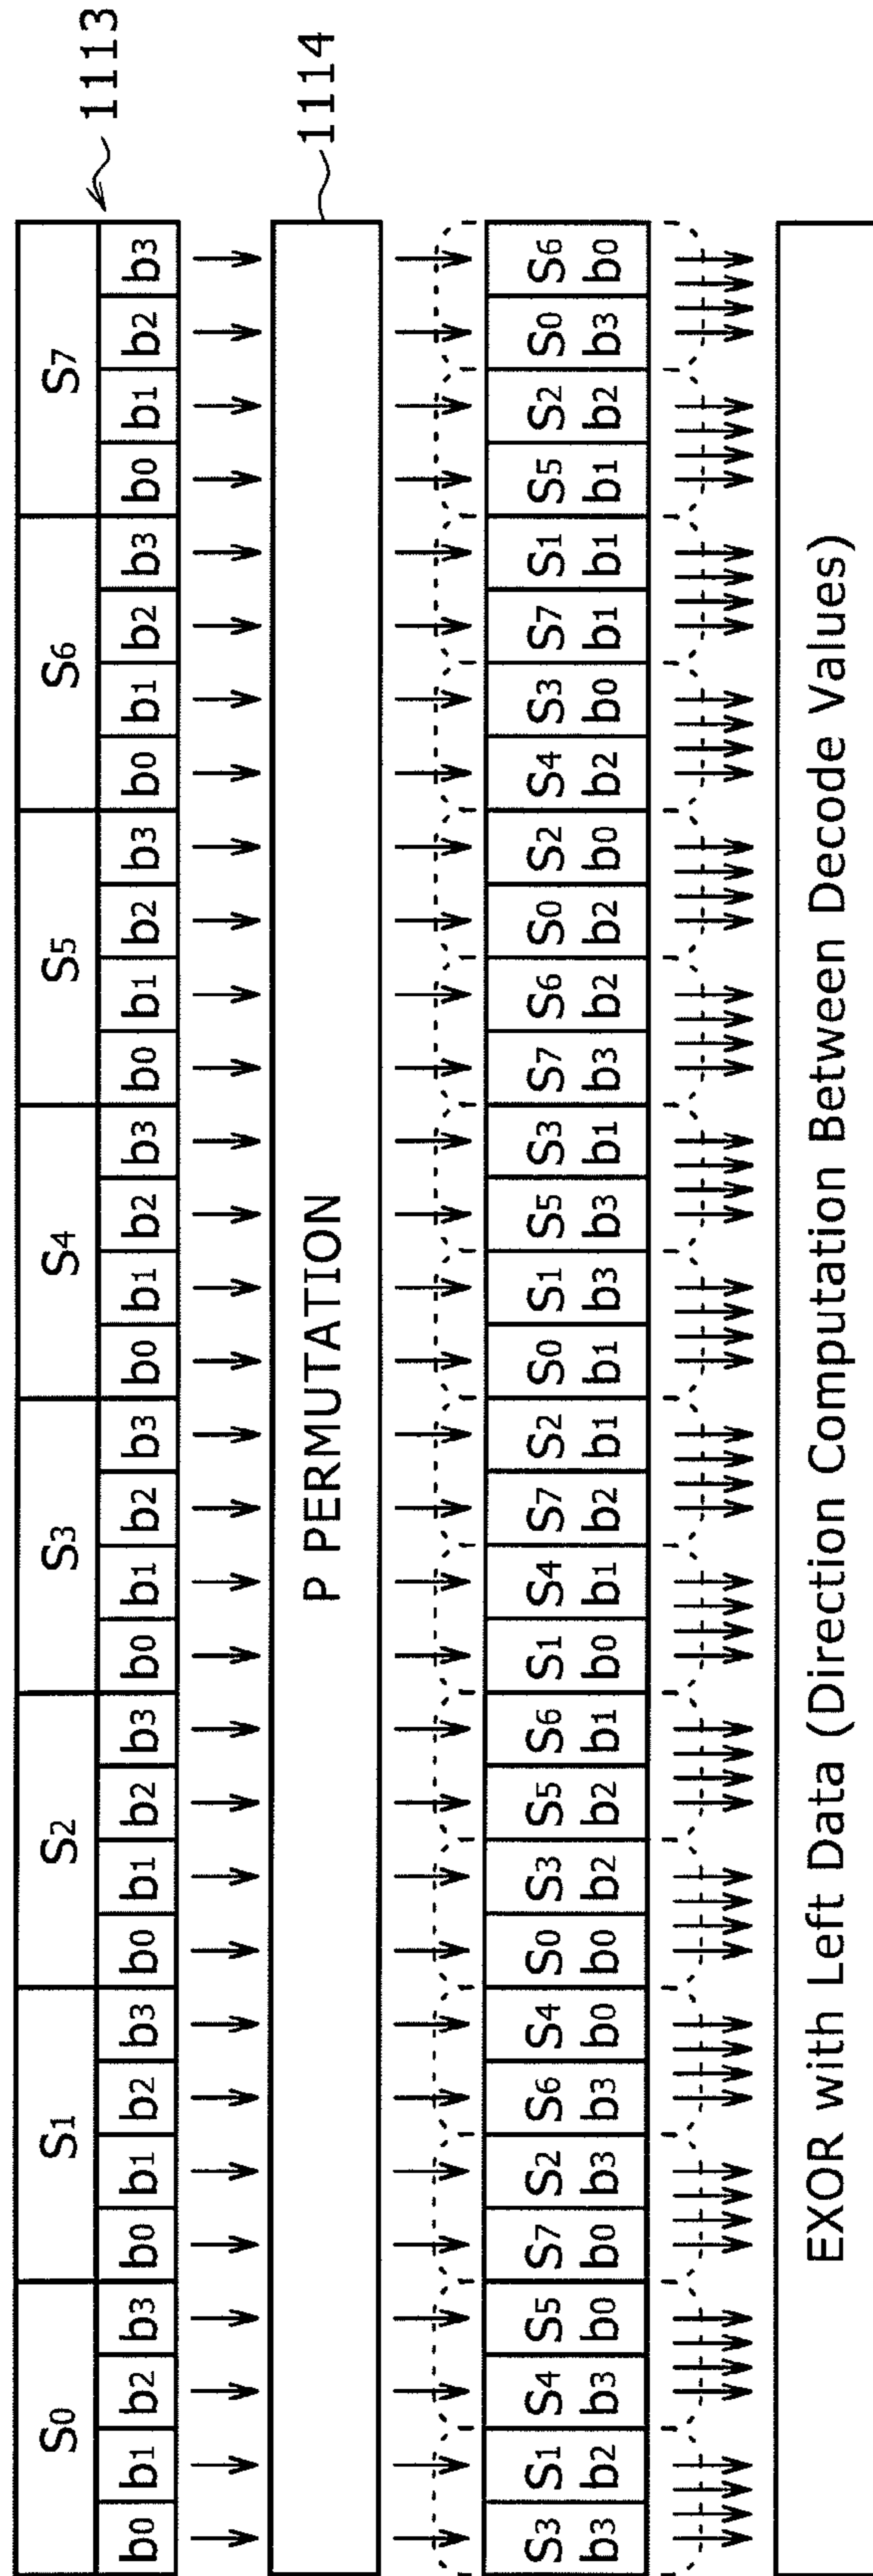 S0 S1 S2 S3 S4 S5 S6 S7
b0 b1 b2 b3 b0 b1 b2 b3 b0 b1 b2 b3 b0 b1 b2 b3 b0 b1 b2 b3 b0 b1 b2 b3 b0 b1 b2 b3 b0 b1 b2 b3
1113
P PERMUTATION
1114
S3 S1 S4 S5 S7 S2 S6 S4 S0 S3 S5 S6 S1 S4 S7 S2 S0 S1 S5 S3 S7 S6 S0 S2 S4 S3 S7 S1 S5 S2 S0 S6
b3 b2 b3 b0 b0 b3 b3 b0 b0 b2 b2 b1 b0 b1 b2 b1 b1 b3 b3 b1 b3 b2 b2 b0 b2 b0 b1 b1 b1 b2 b3 b0
EXOR with Left Data (Direction Computation Between Decode Values)